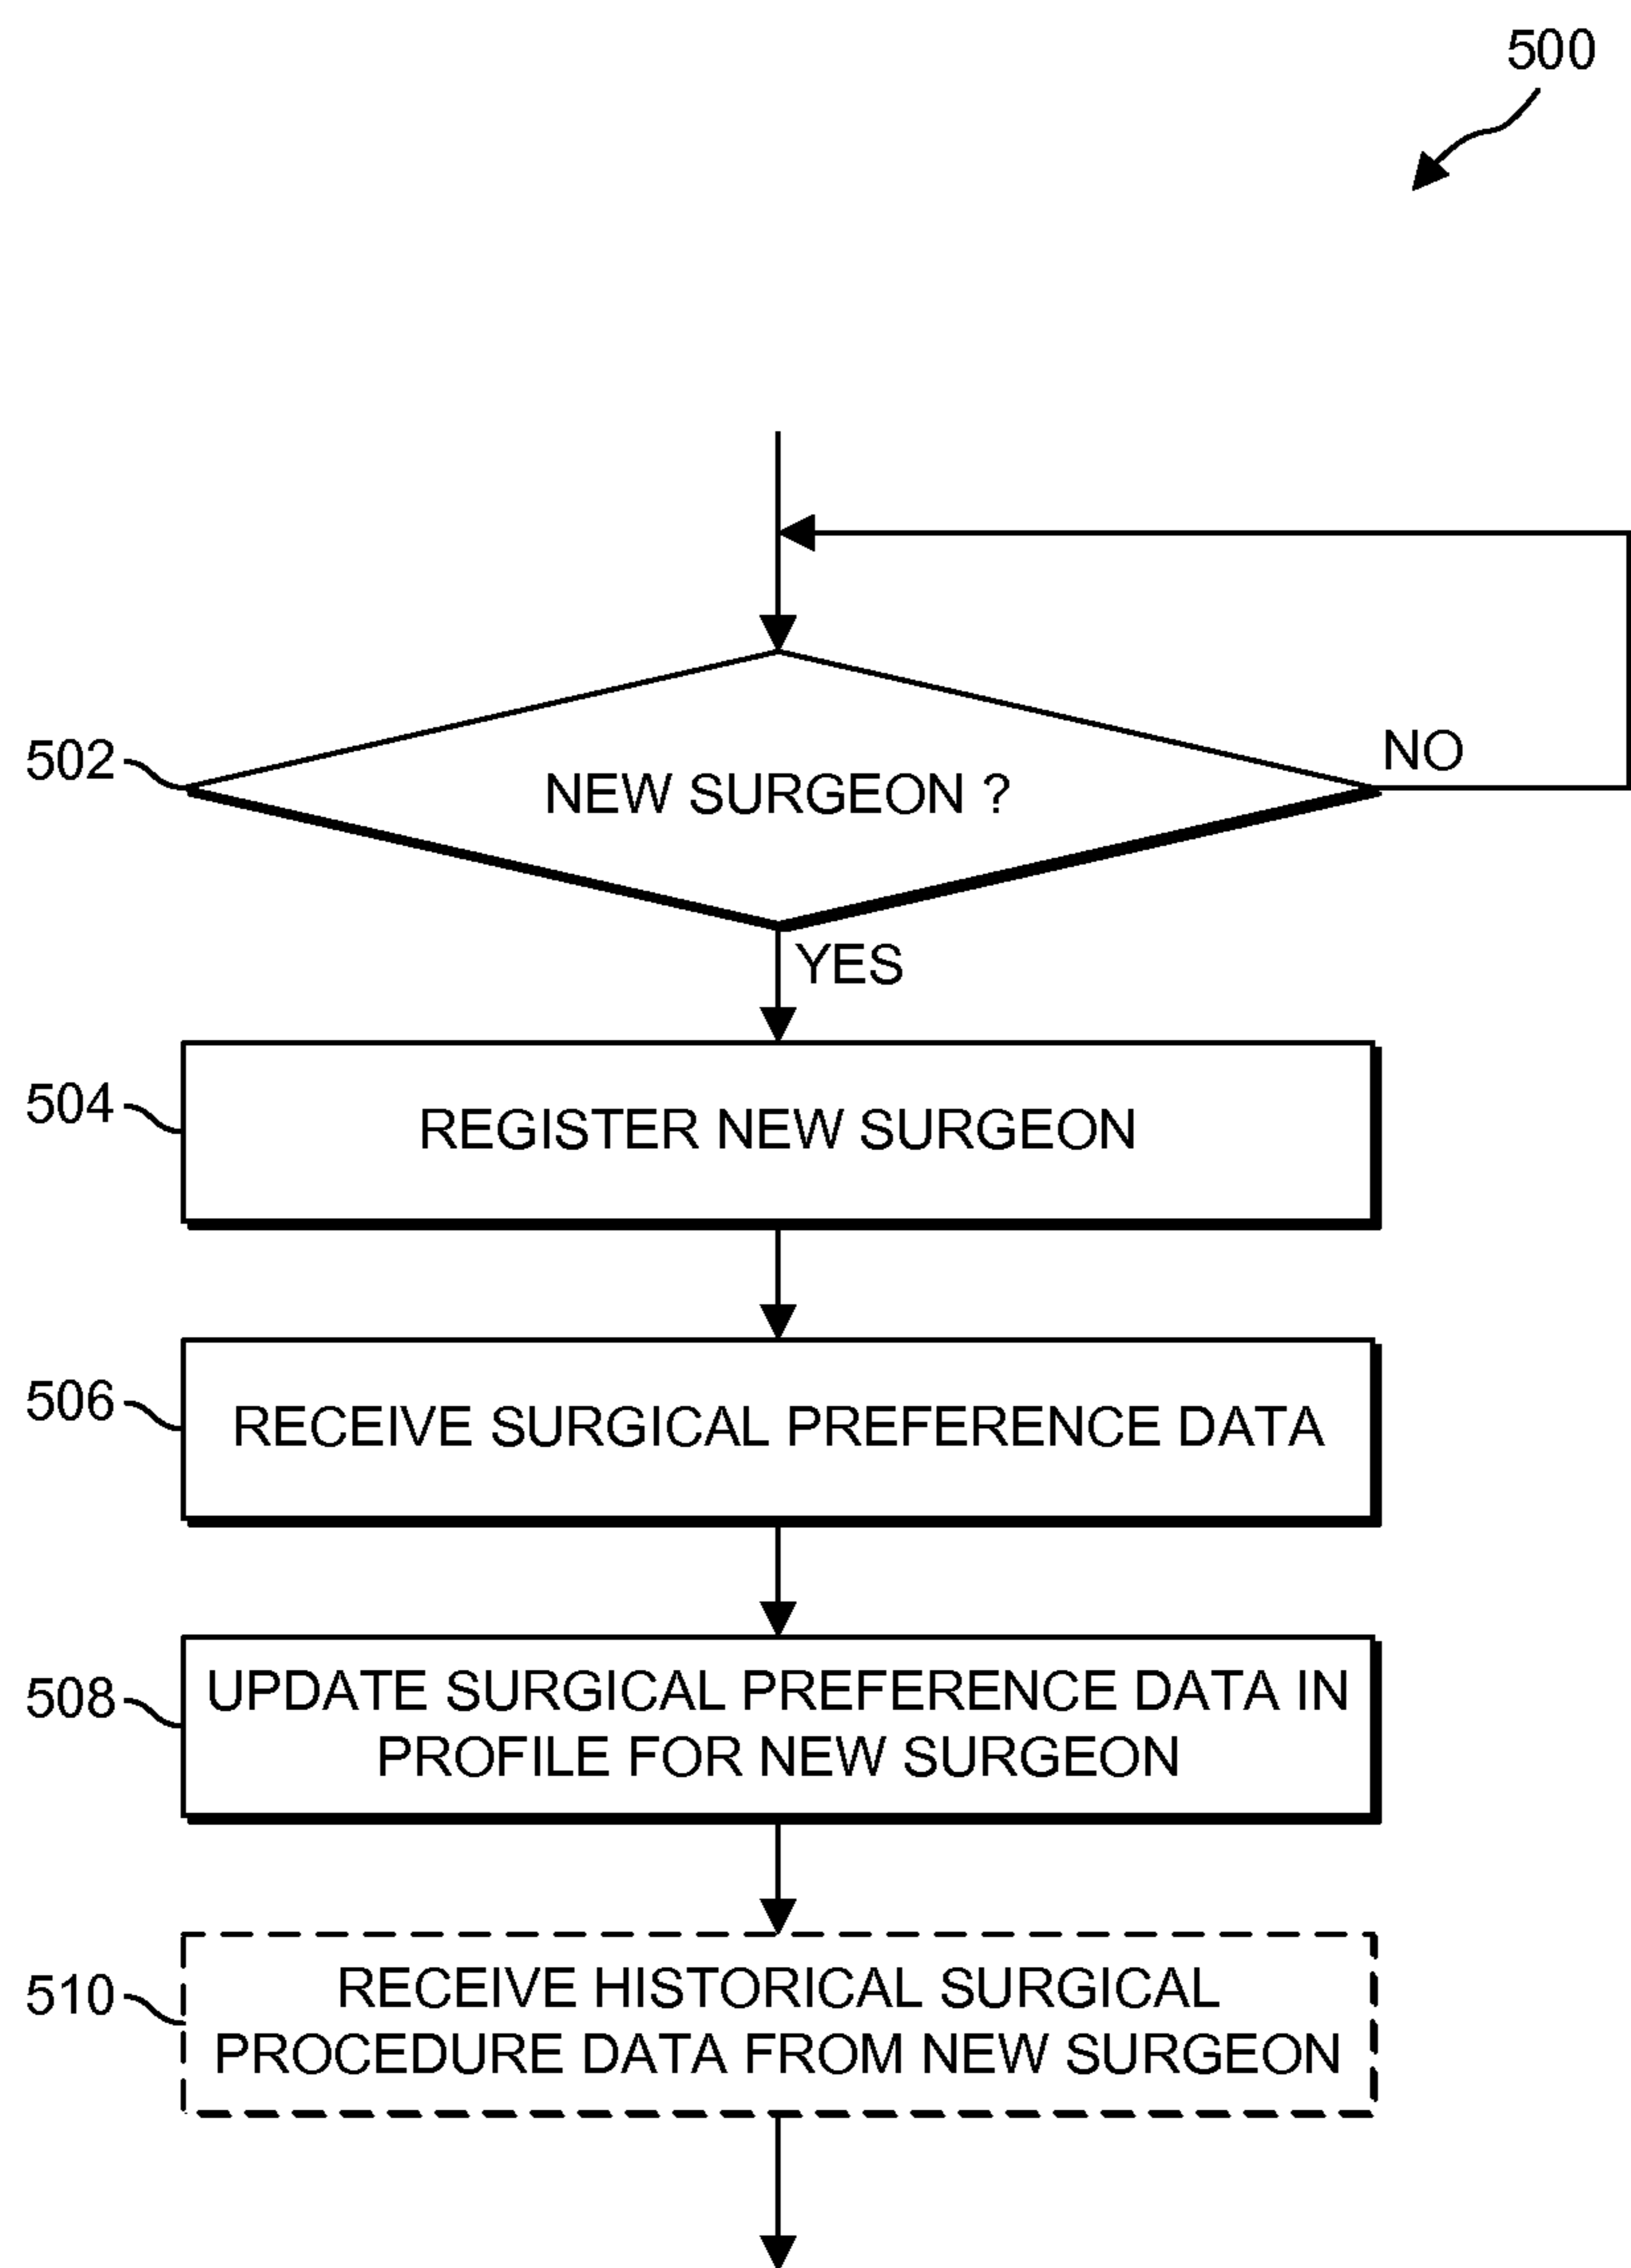 500
502
NEW SURGEON ?
NO
YES
504
REGISTER NEW SURGEON
506
RECEIVE SURGICAL PREFERENCE DATA
508
UPDATE SURGICAL PREFERENCE DATA IN
PROFILE FOR NEW SURGEON
510
RECEIVE HISTORICAL SURGICAL
PROCEDURE DATA FROM NEW SURGEON